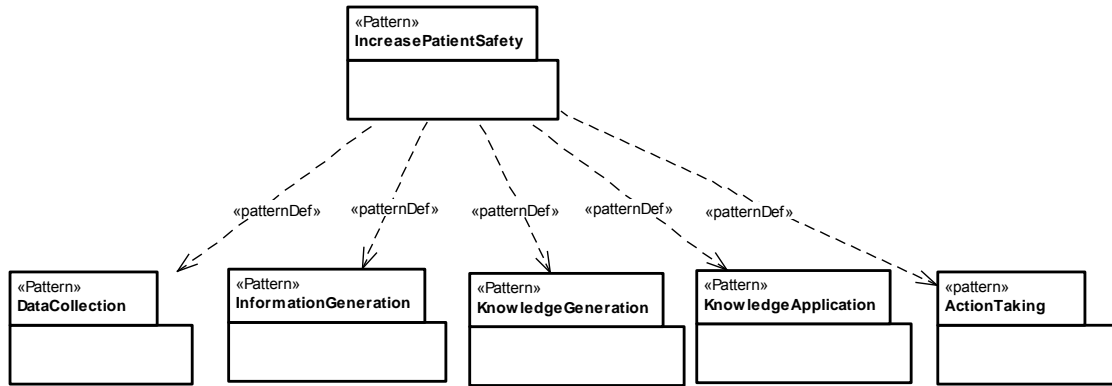 «Pattern»
IncreasePatientSafety
«patternDef»
«patternDef»
«patternDef»
«patternDef»
«patternDef»
«Pattern»
DataCollection
«Pattern»
InformationGeneration
«Pattern»
KnowledgeGeneration
«Pattern»
KnowledgeApplication
«pattern»
ActionTaking